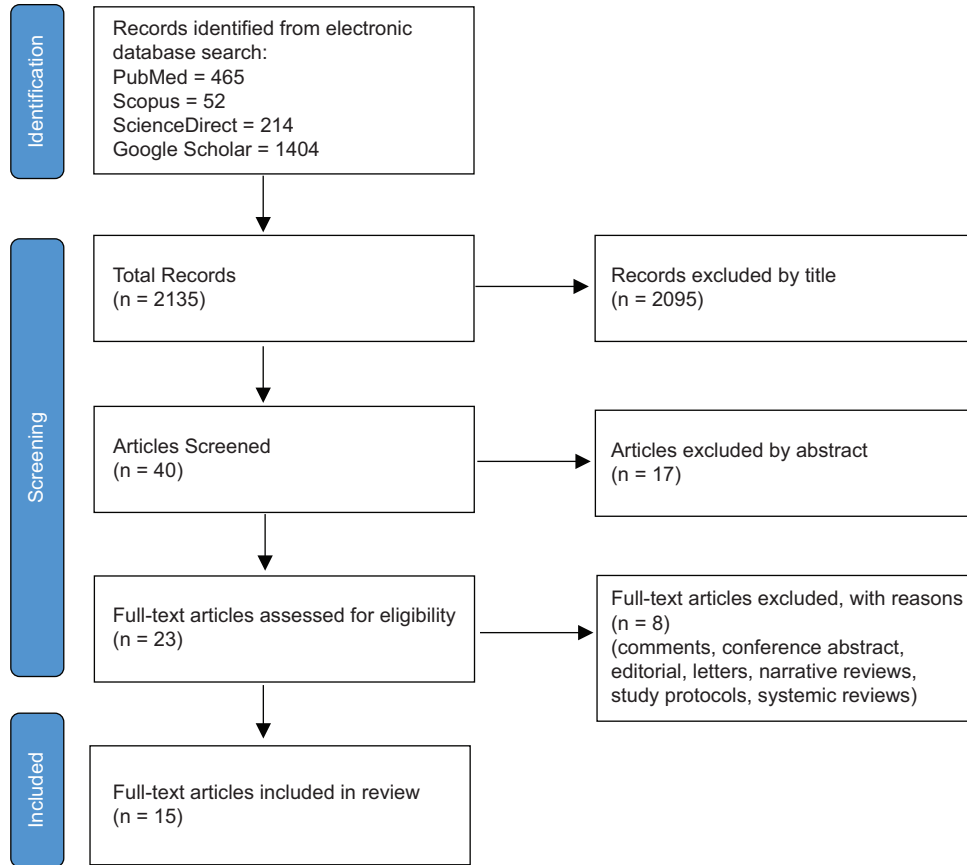 Identification
Records identified from electronic
database search:
PubMed = 465
Scopus = 52
ScienceDirect = 214
Google Scholar = 1404
Screening
Total Records
(n = 2135)
Records excluded by title
(n = 2095)
Articles Screened
(n = 40)
Articles excluded by abstract
(n = 17)
Full-text articles assessed for eligibility
(n = 23)
Full-text articles excluded, with reasons
(n = 8)
(comments, conference abstract,
editorial, letters, narrative reviews,
study protocols, systemic reviews)
Included
Full-text articles included in review
(n = 15)